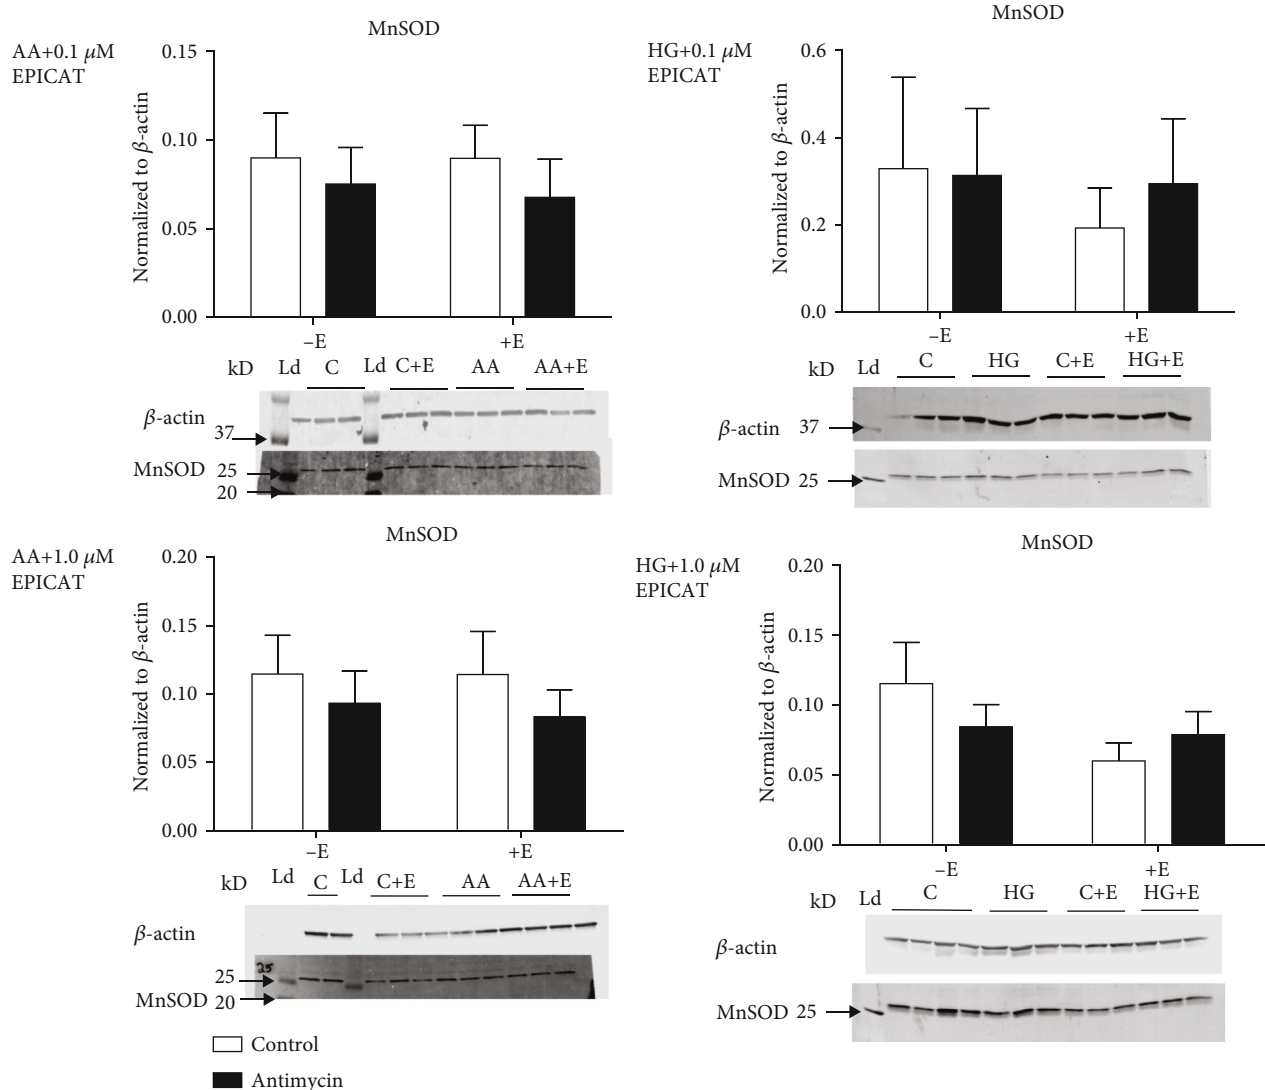 MnSOD
AA+0.1 μM
EPICAT
Normalized to β-actin
0.15
0.10
0.05
0.00
–E
+E
kD Ld C Ld C+E AA AA+E
β-actin
37
MnSOD 25
20
MnSOD
HG+0.1 μM
EPICAT
Normalized to β-actin
0.6
0.4
0.2
0.0
–E
+E
kD Ld C HG C+E HG+E
β-actin 37
MnSOD 25
MnSOD
AA+1.0 μM
EPICAT
Normalized to β-actin
0.20
0.15
0.10
0.05
0.00
–E
+E
kD Ld C Ld C+E AA AA+E
β-actin
25
25
MnSOD 20
Control
Antimycin
MnSOD
HG+1.0 μM
EPICAT
Normalized to β-actin
0.20
0.15
0.10
0.05
0.00
–E
+E
kD Ld C HG C+E HG+E
β-actin
MnSOD 25